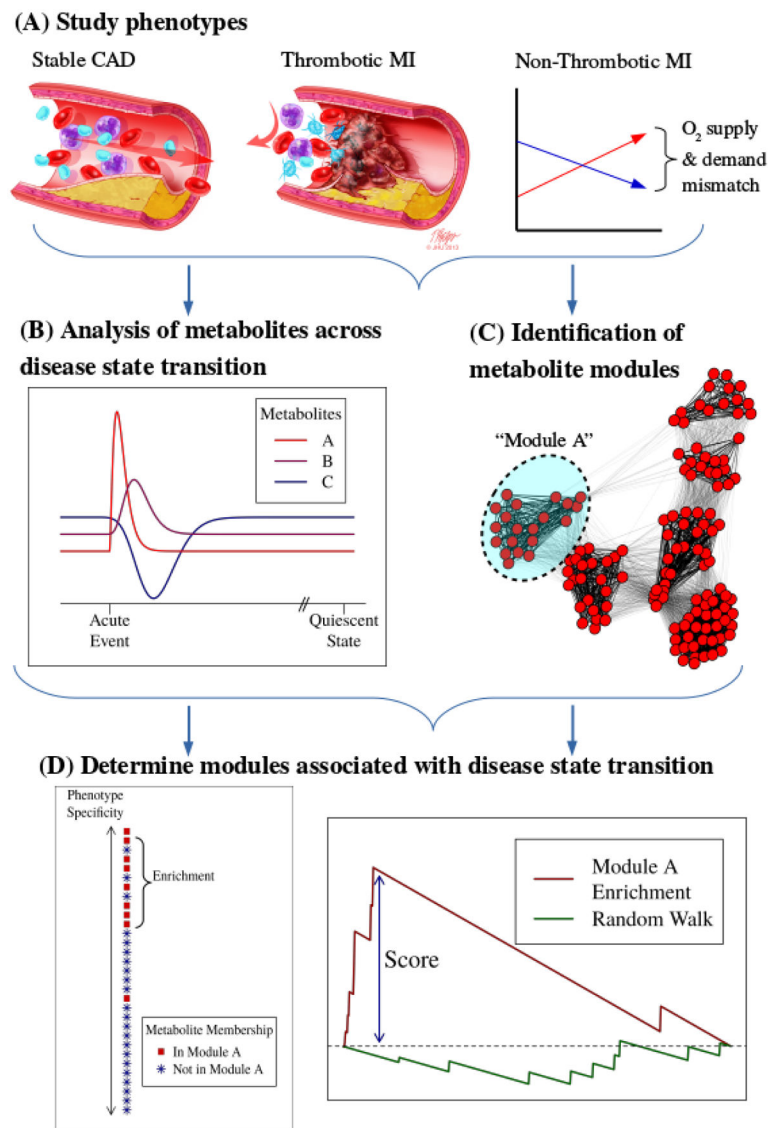 (A) Study phenotypes
Stable CAD
Thrombotic MI
Non-Thrombotic MI
O2 supply
& demand
mismatch
© JHU 2013
(B) Analysis of metabolites across
disease state transition
Metabolites
A
B
C
Acute
Event
Quiescent
State
(C) Identification of
metabolite modules
“Module A”
(D) Determine modules associated with disease state transition
Phenotype
Specificity
Enrichment
Metabolite Membership
In Module A
Not in Module A
Score
Module A
Enrichment
Random Walk